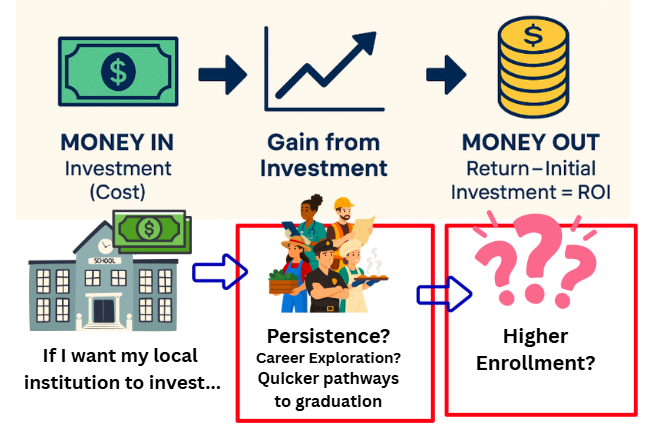 $
$
MONEY IN
Investment
(Cost)
Gain from
Investment
MONEY OUT
Return–Initial
Investment = ROI
$
SCHOOL
If I want my local
institution to invest...
Persistence?
Career Exploration?
Quicker pathways
to graduation
???
Higher
Enrollment?